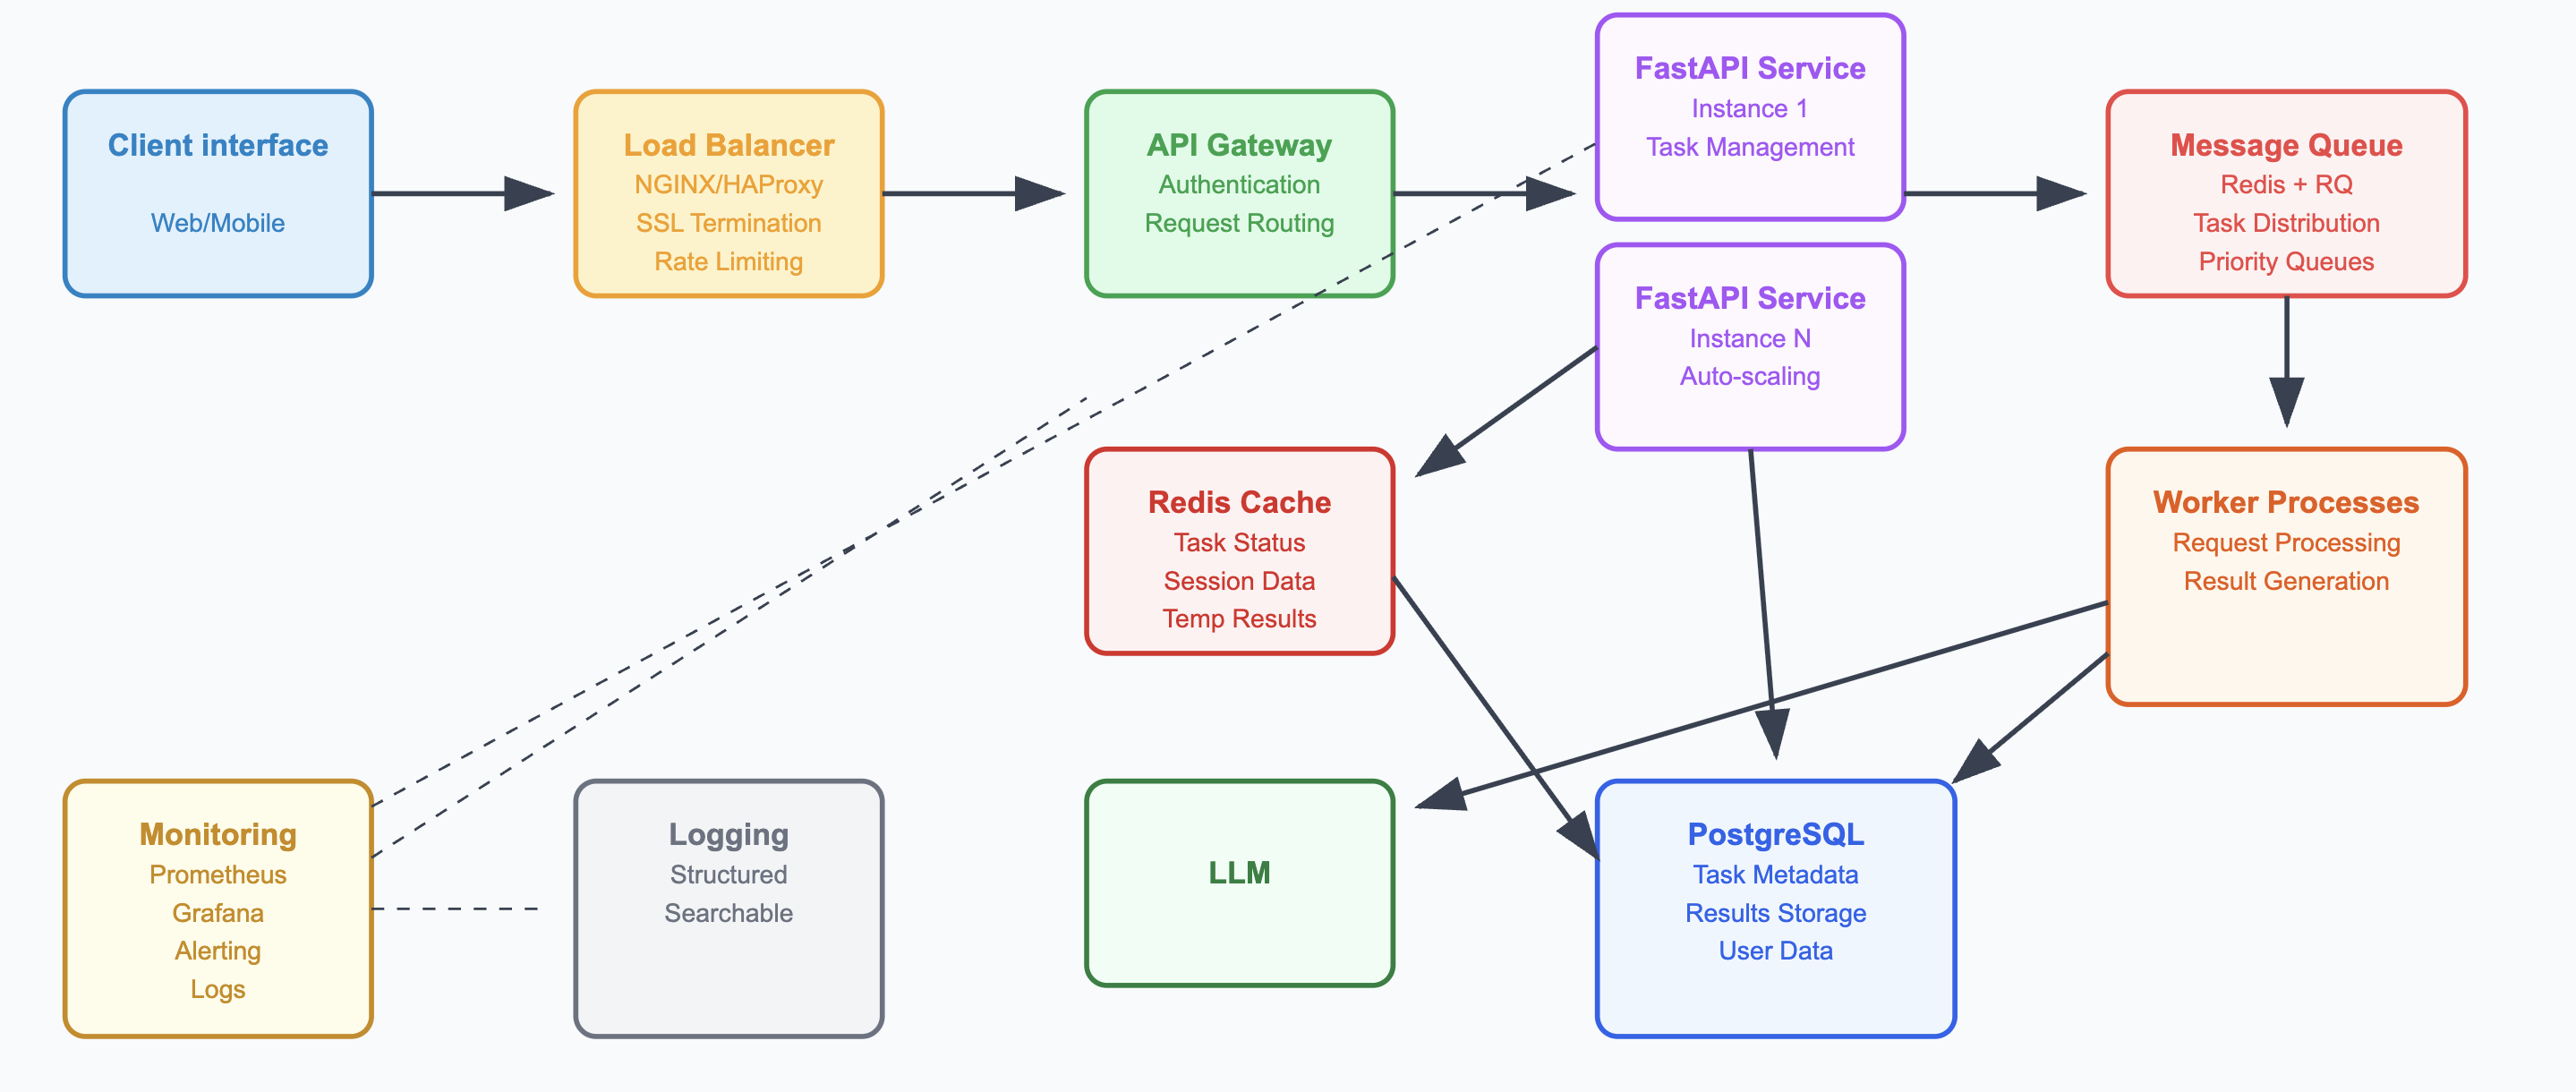 Client interface
Web/Mobile
Load Balancer
NGINX/HAProxy
SSL Termination
Rate Limiting
API Gateway
Authentication
Request Routing
FastAPI Service
Instance 1
Task Management
FastAPI Service
Instance N
Auto-scaling
Message Queue
Redis + RQ
Task Distribution
Priority Queues
Redis Cache
Task Status
Session Data
Temp Results
Worker Processes
Request Processing
Result Generation
Monitoring
Prometheus
Grafana
Alerting
Logs
Logging
Structured
Searchable
LLM
PostgreSQL
Task Metadata
Results Storage
User Data